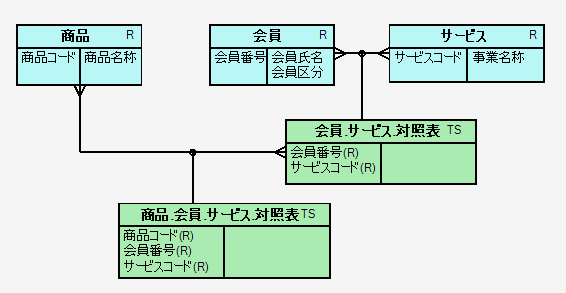 商品 R
商品コード 商品名称
会員 R
会員番号 会員氏名
会員区分
サービス R
サービスコード 事業名称
会員.サービス.対照表 TS
会員番号(R)
サービスコード(R)
商品.会員.サービス.対照表 TS
商品コード(R)
会員番号(R)
サービスコード(R)